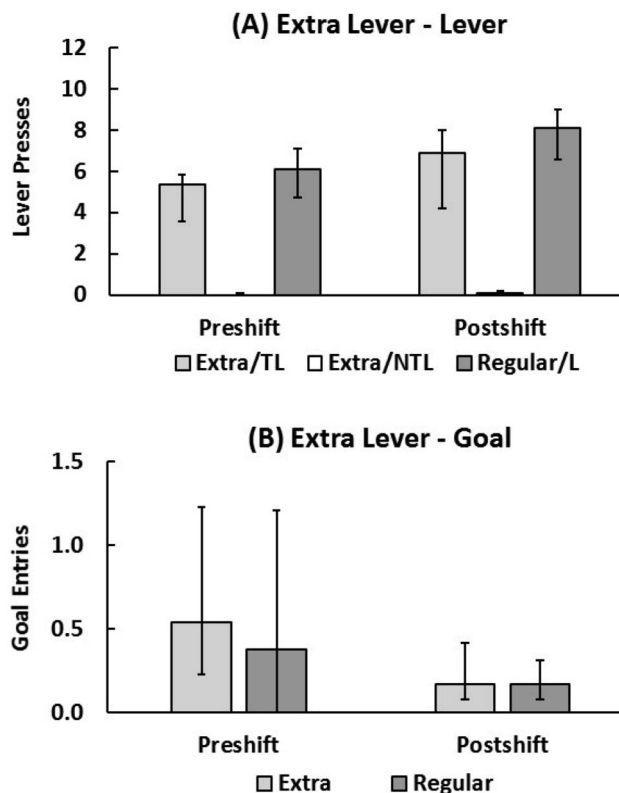 (A) Extra Lever - Lever
12
10
8
6
4
2
0
Lever Presses
Preshift Postshift
Extra/TL Extra/NTL Regular/L
(B) Extra Lever - Goal
1.5
1.0
0.5
0.0
Goal Entries
Preshift Postshift
Extra Regular